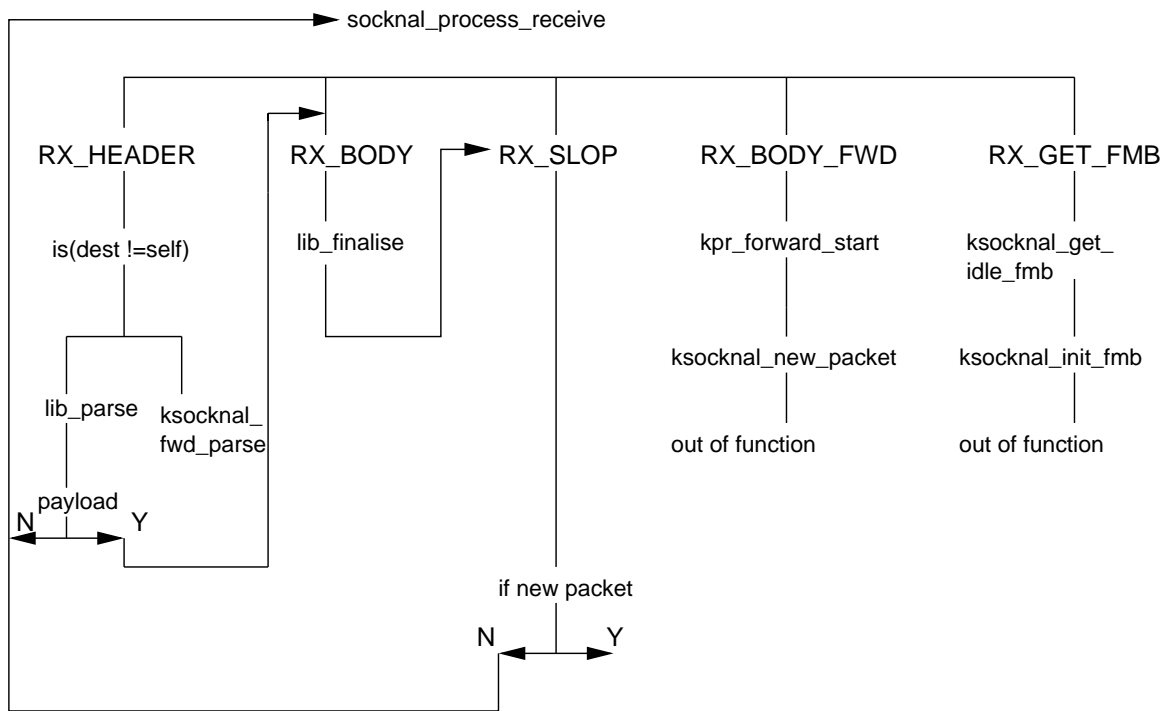 socknal_process_receive
RX_HEADER
RX_BODY
RX_SLOP
RX_BODY_FWD
RX_GET_FMB
is(dest !=self)
lib_finalise
kpr_forward_start
ksocknal_get_
idle_fmb
ksocknal_new_packet
ksocknal_init_fmb
lib_parse
ksocknal_
fwd_parse
out of function
out of function
payload
N
Y
if new packet
N
Y